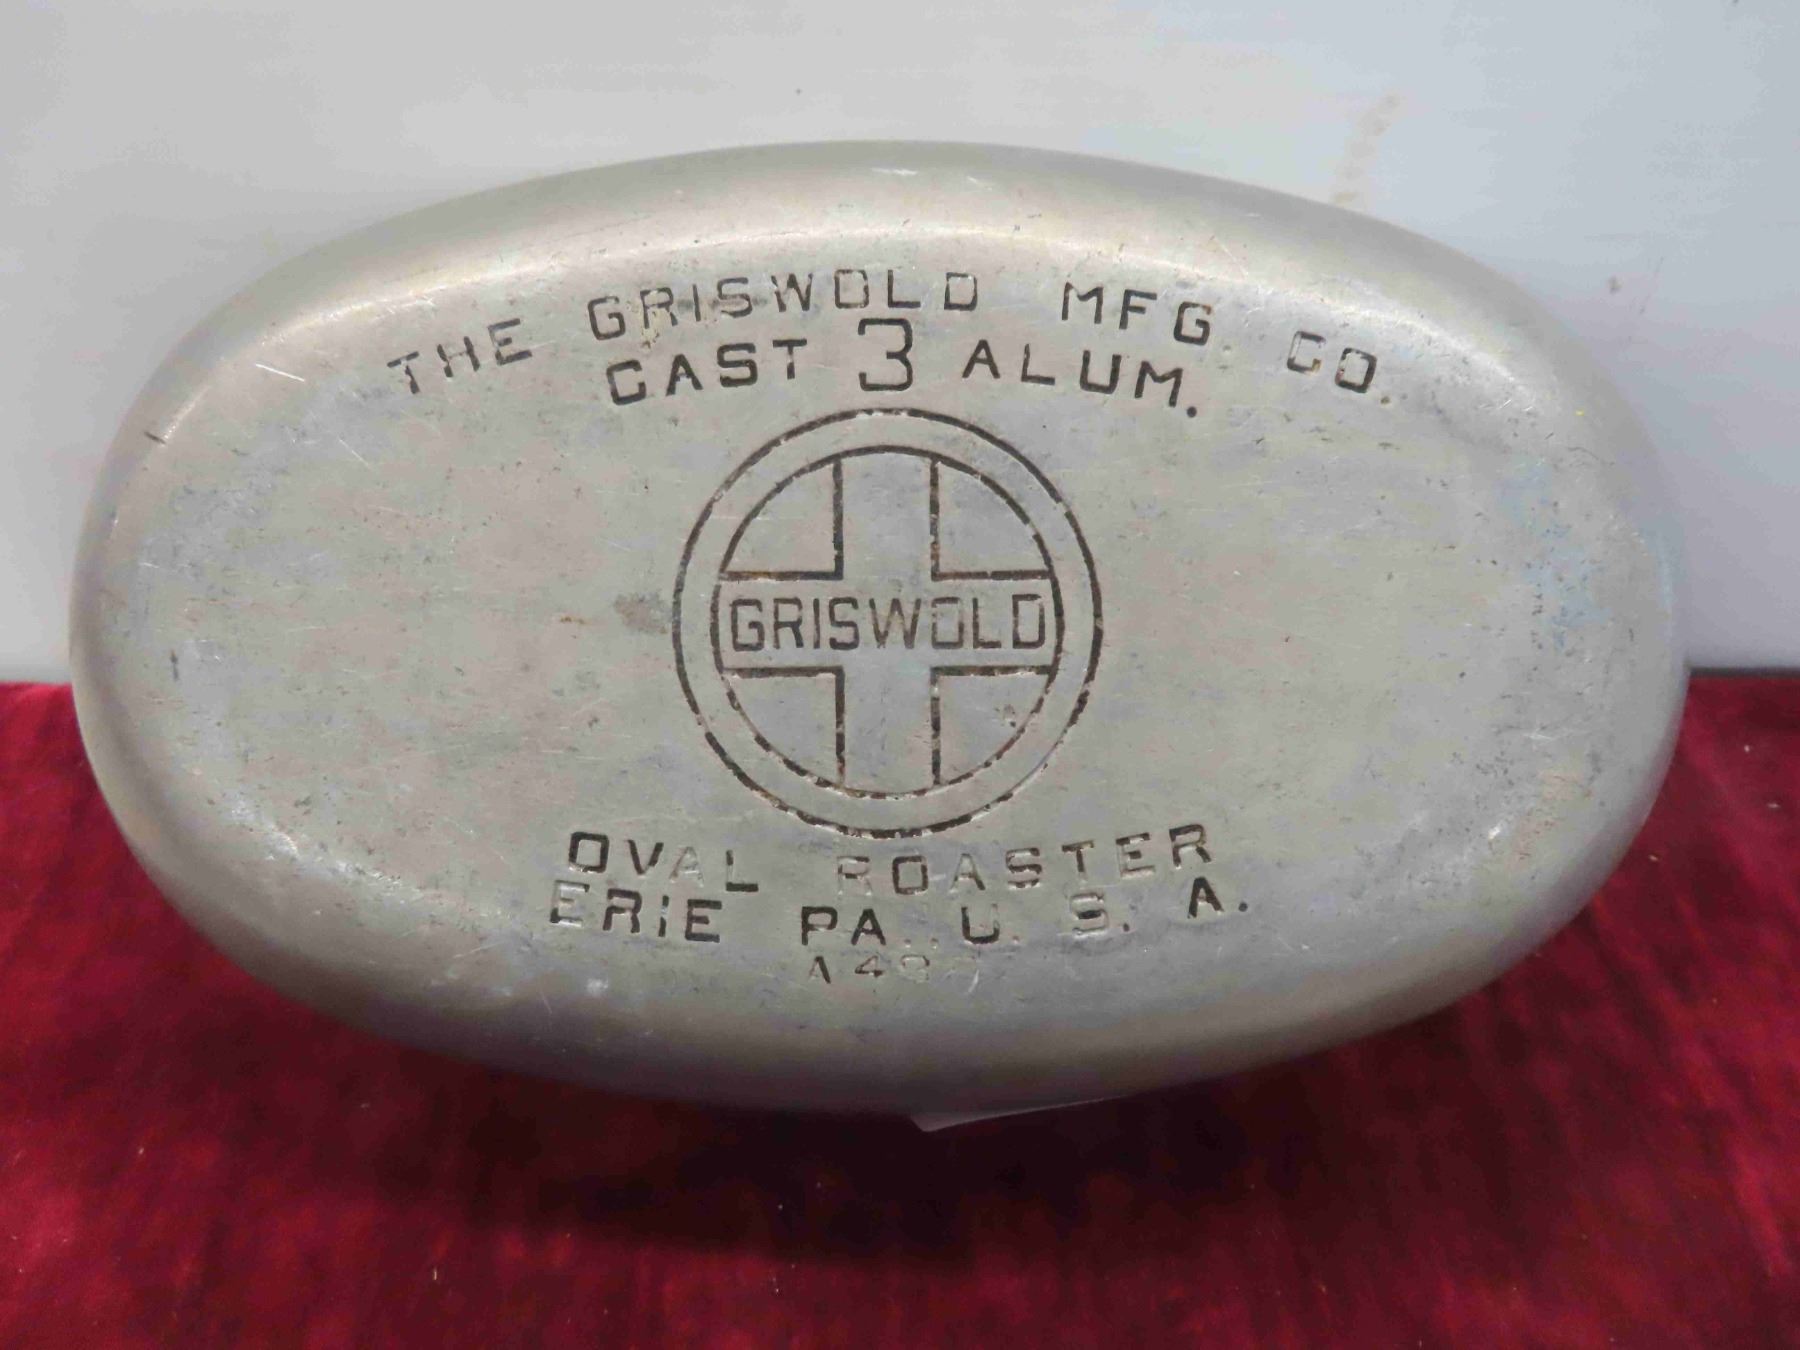 THE GRISWOLD MFG. CO.
CAST 3 ALUM.
GRISWOLD
OVAL ROASTER
ERIE PA., U. S. A.